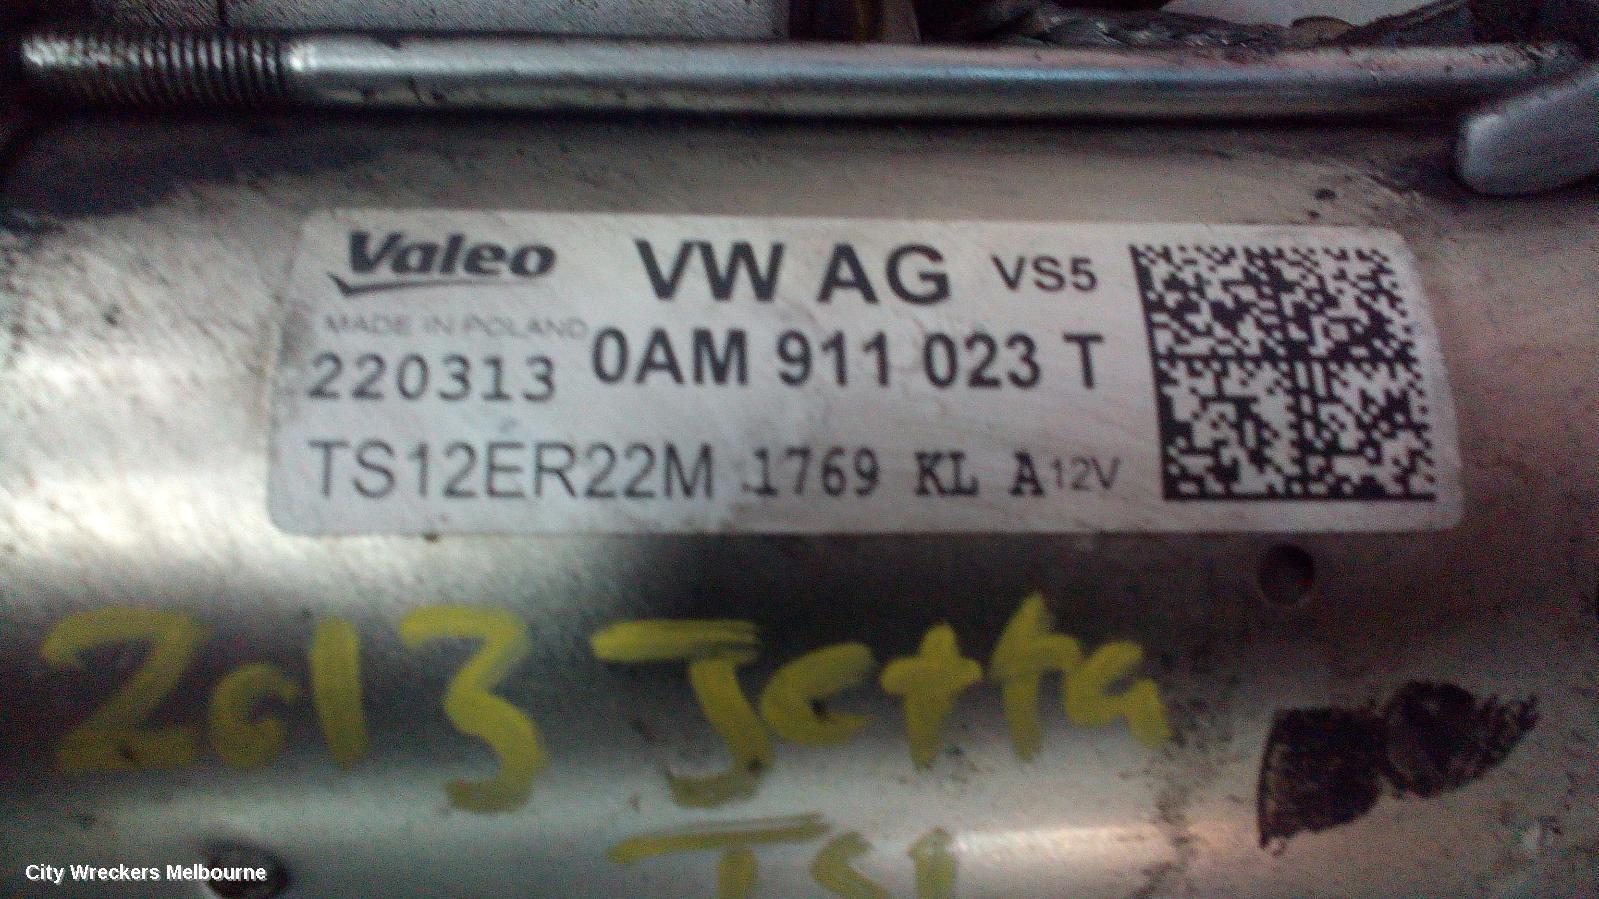 Valeo VW AG VS5
MADE IN POLAND
220313 0AM 911 023 T
TS12ER22M 1769 KL A 12V
2013 Jetta
TSI
City Wreckers Melbourne